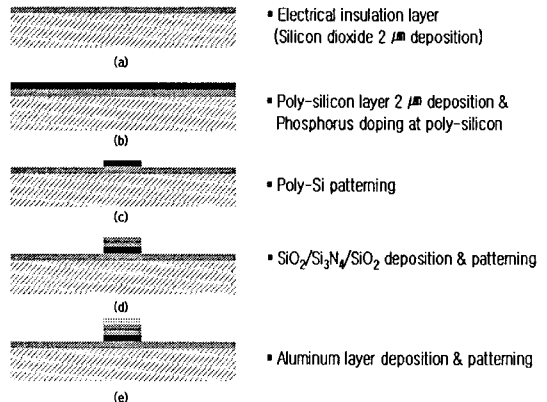 (a)
▪ Electrical insulation layer
(Silicon dioxide 2 ㎛ deposition)
(b)
▪ Poly-silicon layer 2 ㎛ deposition &
Phosphorus doping at poly-silicon
(c)
▪ Poly-Si patterning
(d)
▪ SiO₂/Si₃N₄/SiO₂ deposition & patterning
(e)
▪ Aluminum layer deposition & patterning